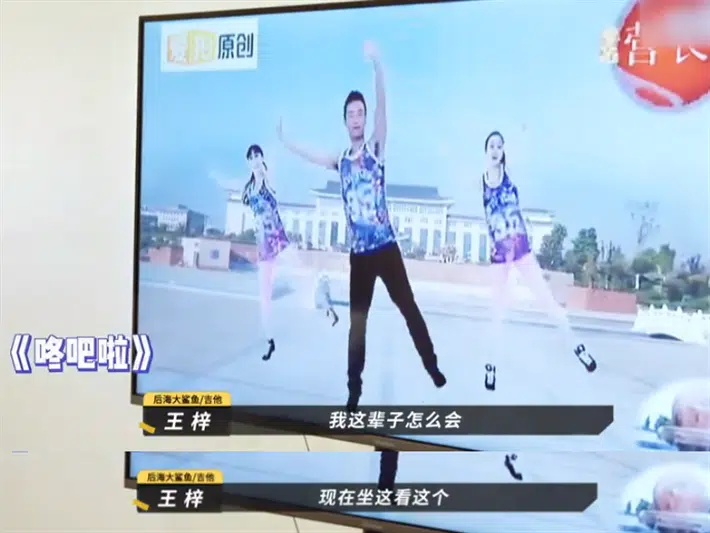 原创
《咚吧啦》
后海大鲨鱼/吉他
王梓
我这辈子怎么会
后海大鲨鱼/吉他
王梓
现在坐这看这个